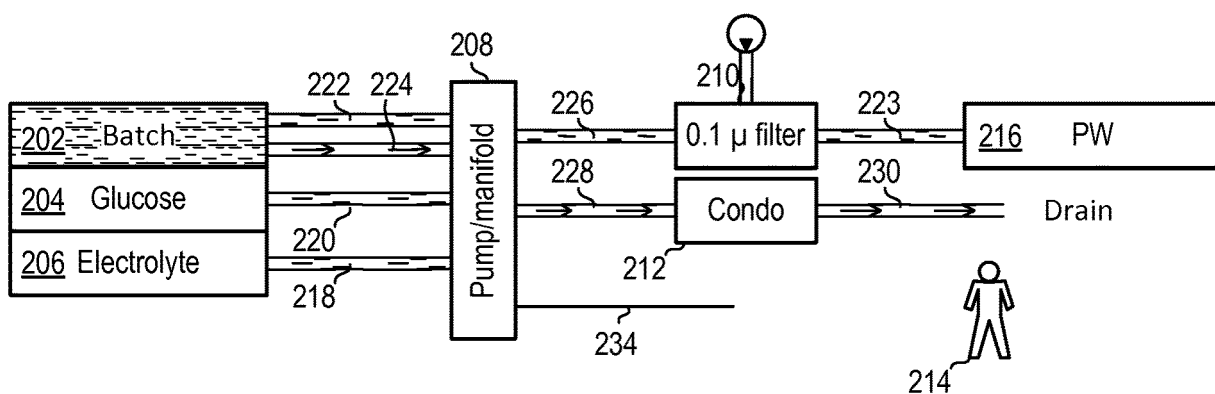 208
210
222
224
226
223
202 Batch
0.1 µ filter
216 PW
228
230
204 Glucose
Pump/manifold
Condo
Drain
220
206 Electrolyte
212
218
234
214